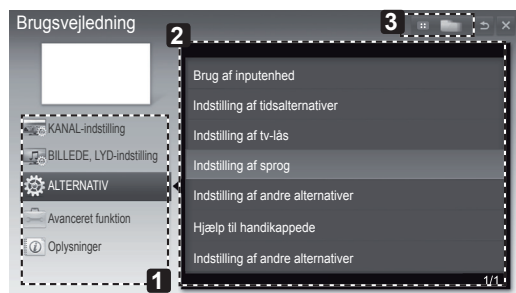 Brugsvejledning
3
2
KANAL-indstilling
BILLEDE, LYD-indstilling
ALTERNATIV
Avanceret funktion
Oplysninger
1
Brug af inputenhed
Indstilling af tidsalternativer
Indstilling af tv-lås
Indstilling af sprog
Indstilling af andre alternativer
Hjælp til handikappede
Indstilling af andre alternativer
1/1